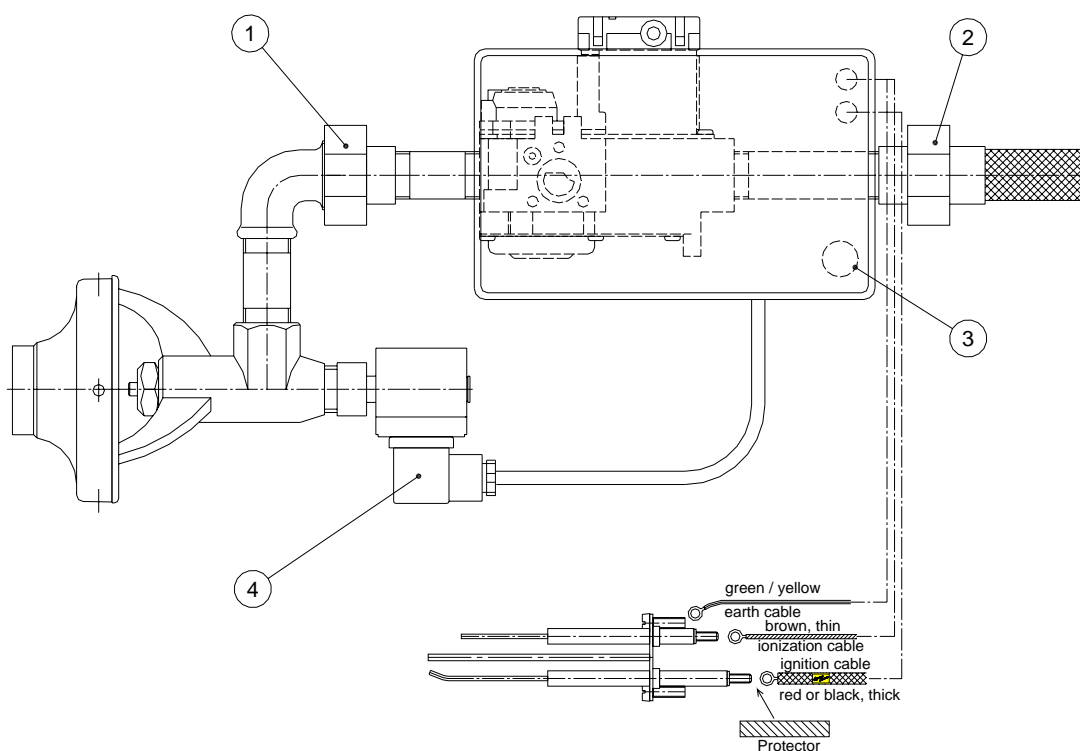 1
2
3
4
green / yellow
earth cable
brown, thin
ionization cable
ignition cable
red or black, thick
Protector